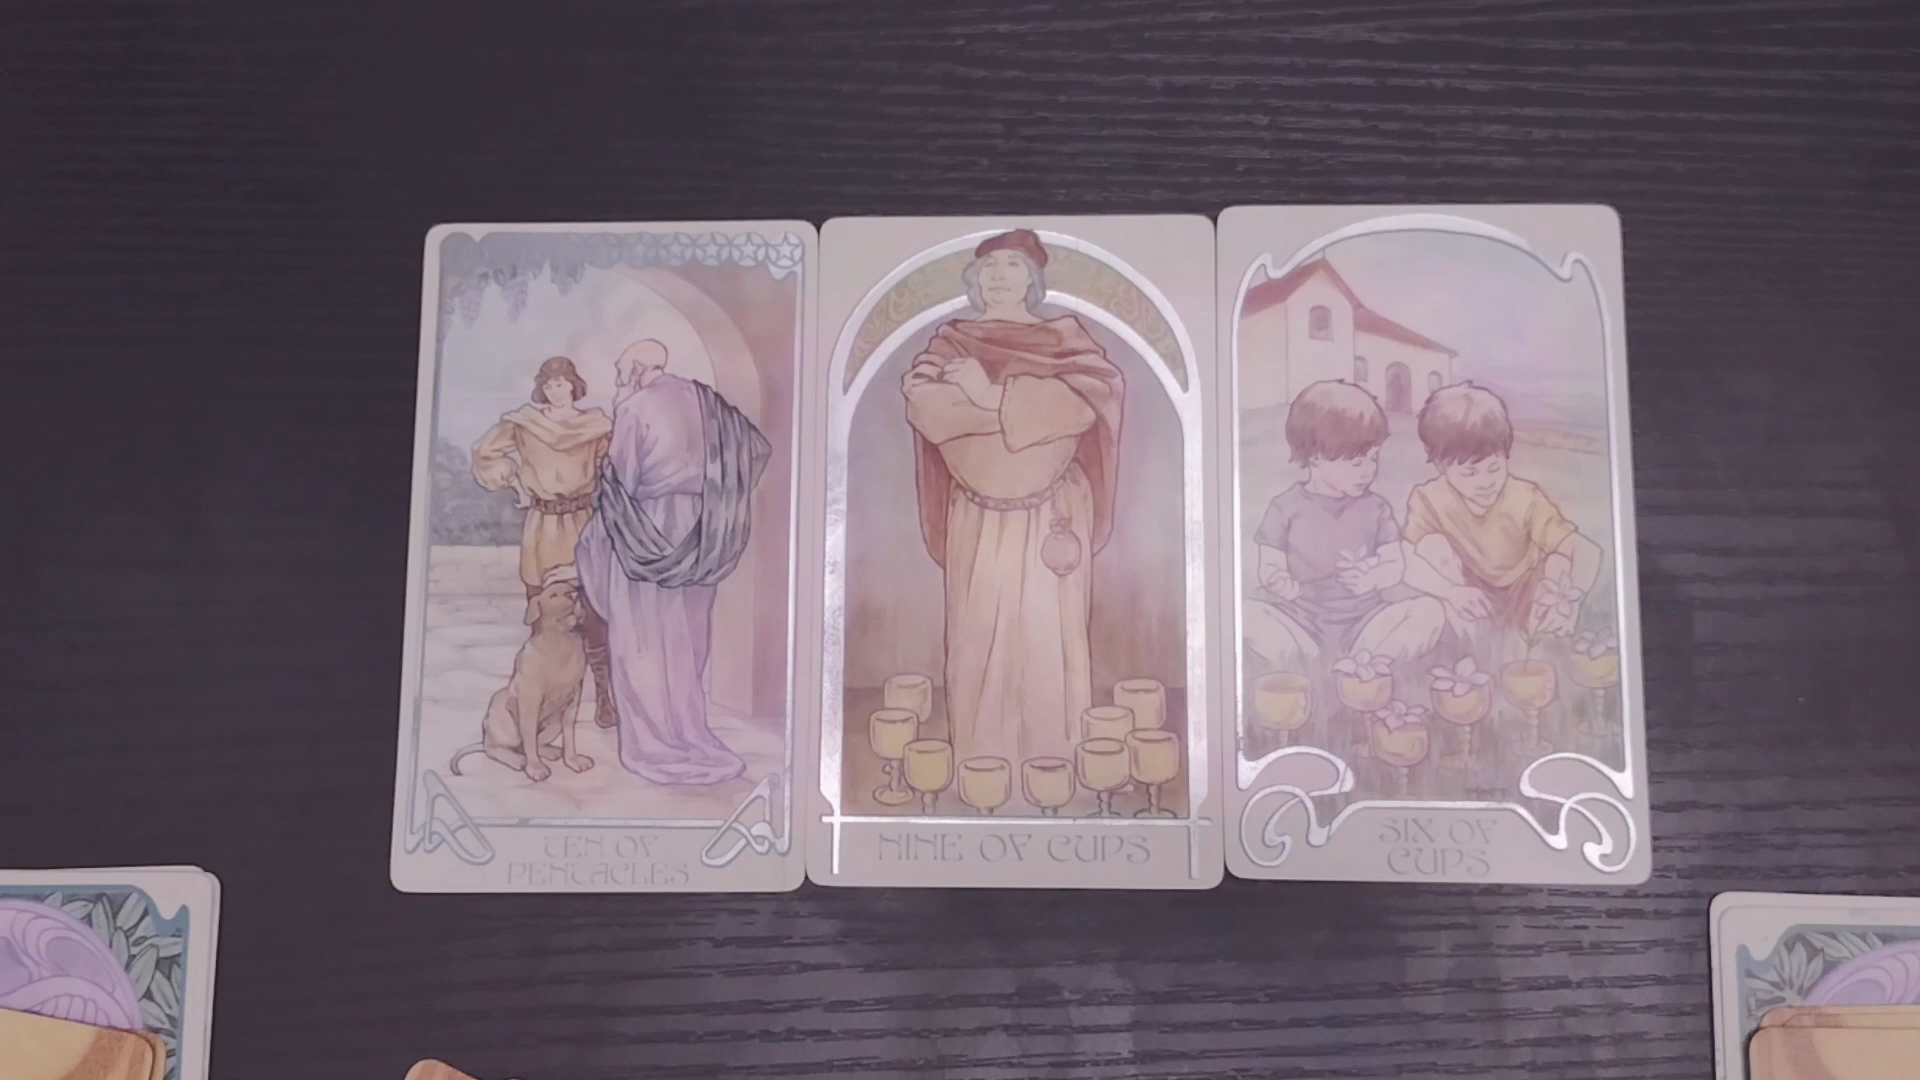 TEN OF
PENTACLES
NINE OF CUPS
SIX OF
CUPS